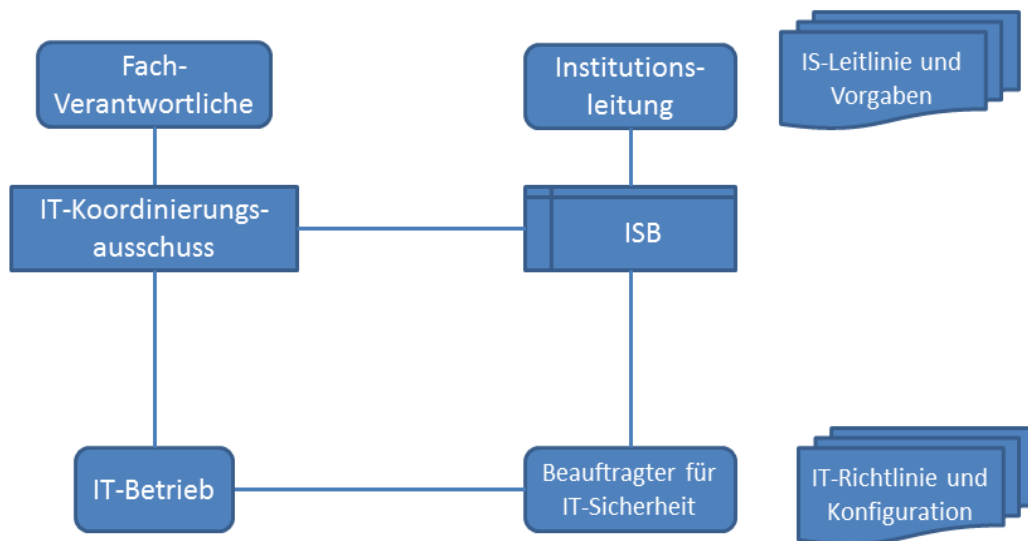 Fach-
Verantwortliche
Institutions-
leitung
IS-Leitlinie und
Vorgaben
IT-Koordinierungs-
ausschuss
ISB
IT-Betrieb
Beauftragter für
IT-Sicherheit
IT-Richtlinie und
Konfiguration